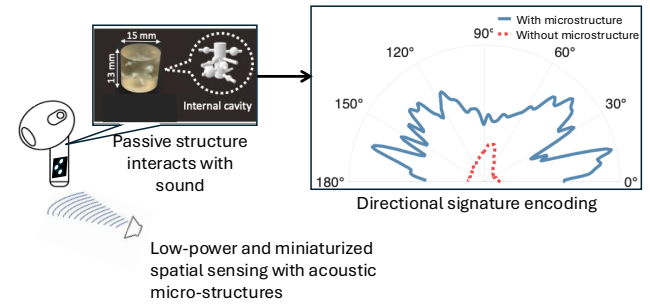 15 mm
13 mm
Internal cavity
Passive structure
interacts with
sound
With microstructure
Without microstructure
90°
120°
60°
150°
30°
180°
0°
Directional signature encoding
Low-power and miniaturized
spatial sensing with acoustic
micro-structures